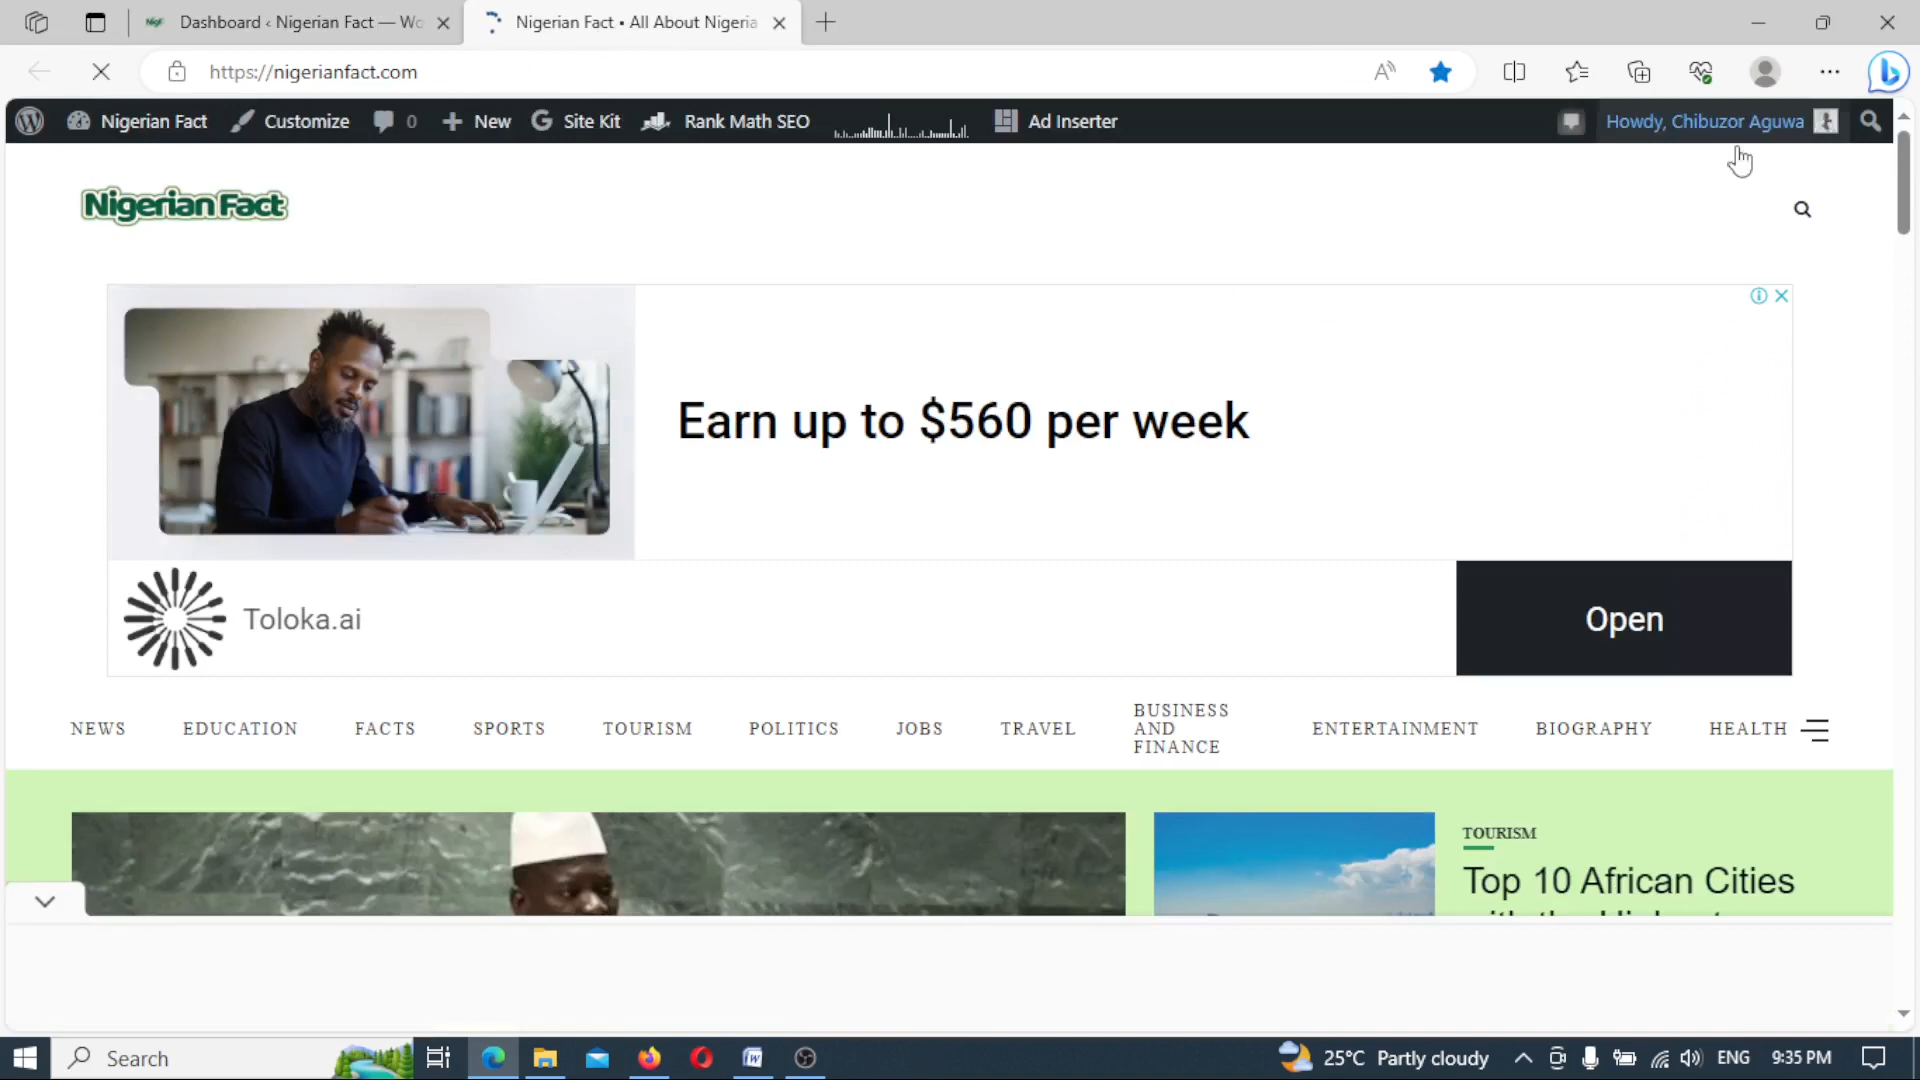 Dashboard ‹ Nigerian Fact — Wo
Nigerian Fact • All About Nigeria
https://nigerianfact.com
Nigerian Fact
Customize
0
New
Site Kit
Rank Math SEO
Ad Inserter
Howdy, Chibuzor Aguwa
Nigerian Fact
Earn up to $560 per week
Toloka.ai
Open
NEWS
EDUCATION
FACTS
SPORTS
TOURISM
POLITICS
JOBS
TRAVEL
BUSINESS
AND
FINANCE
ENTERTAINMENT
BIOGRAPHY
HEALTH
TOURISM
Top 10 African Cities
Search
25°C Partly cloudy
ENG
9:35 PM